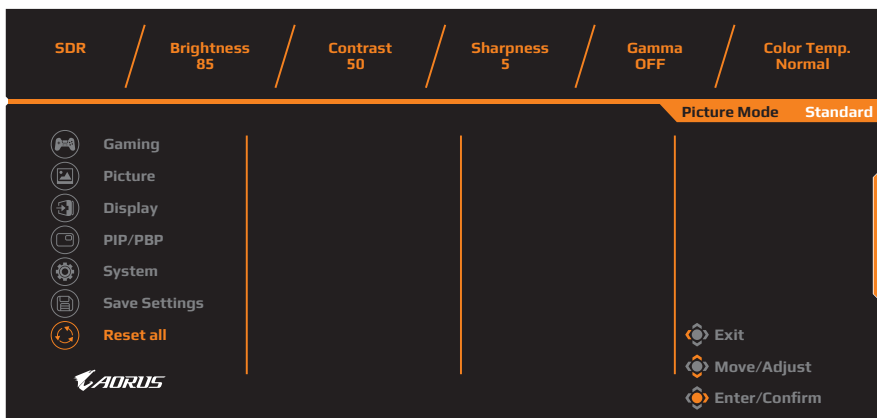 SDR
Brightness
85
Contrast
50
Sharpness
5
Gamma
OFF
Color Temp.
Normal
Picture Mode Standard
Gaming
Picture
Display
PIP/PBP
System
Save Settings
Reset all
AORUS
Exit
Move/Adjust
Enter/Confirm